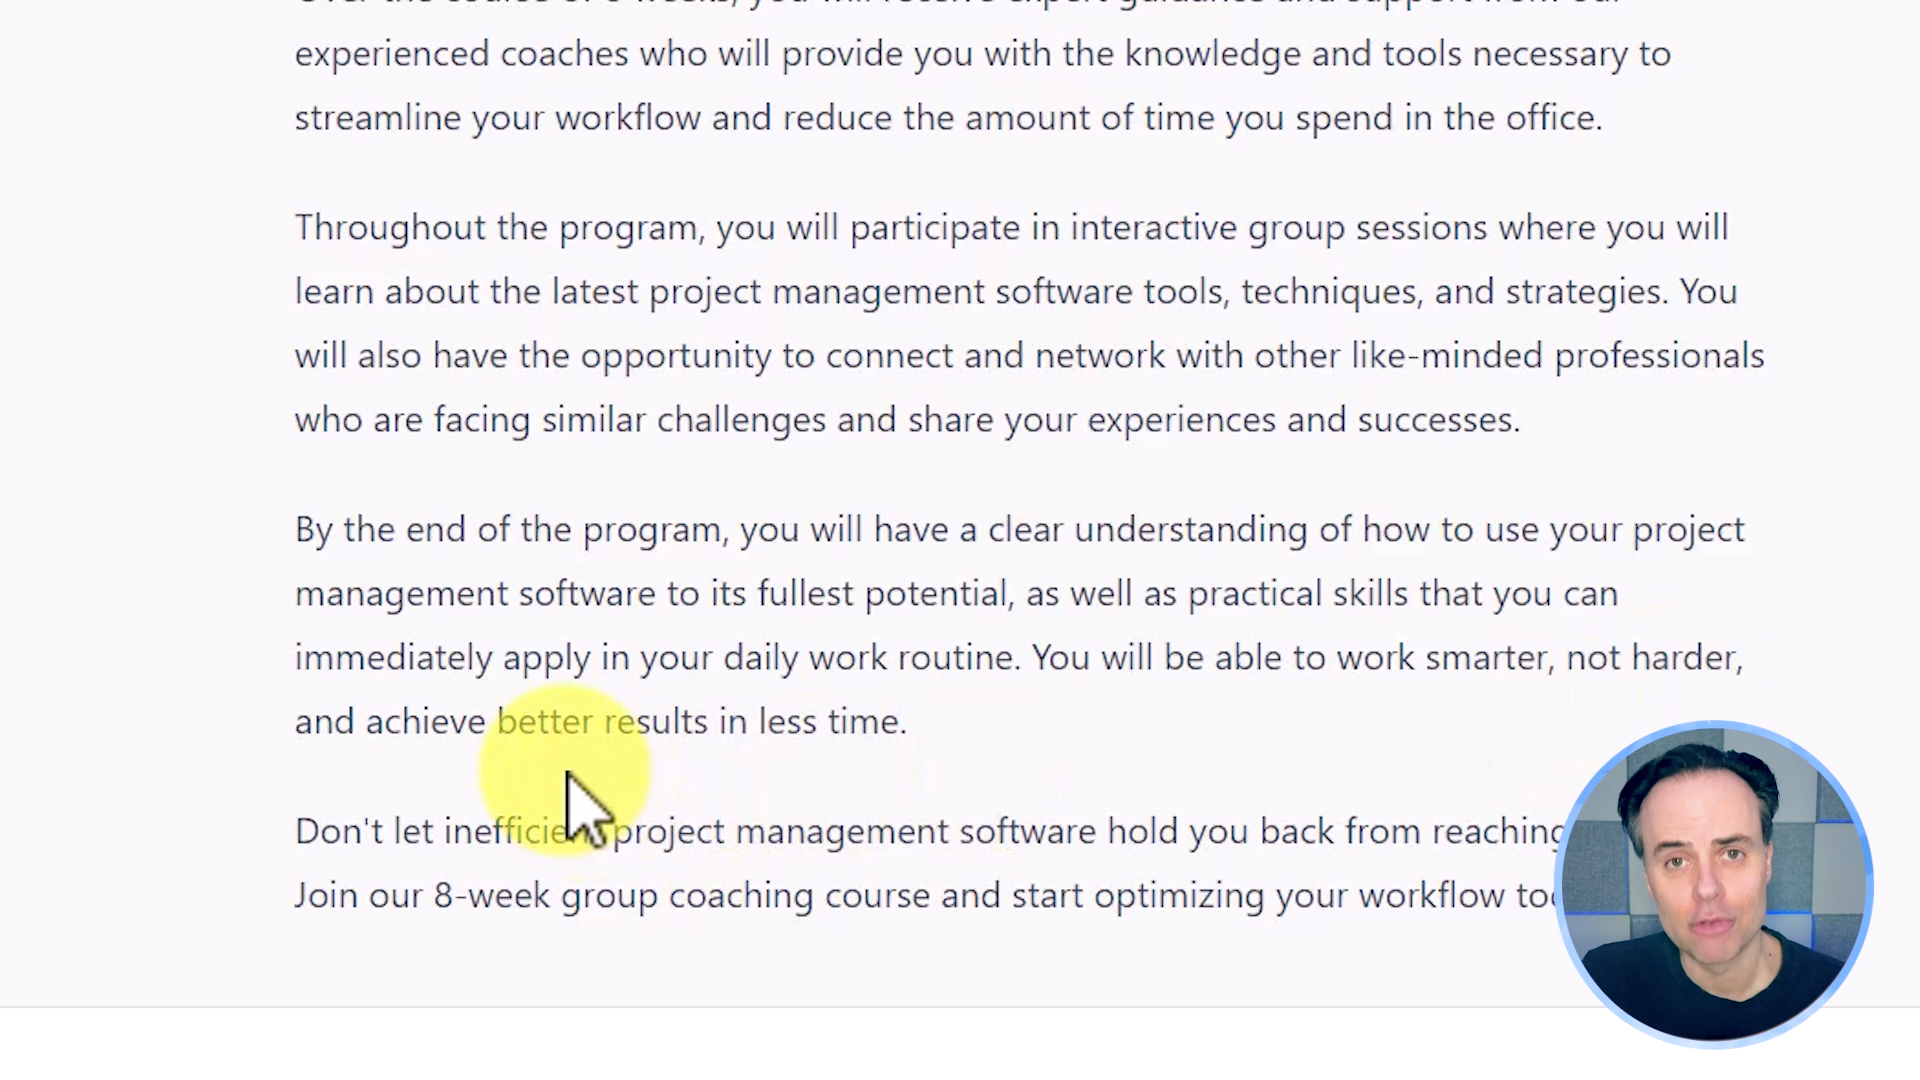 experienced coaches who will provide you with the knowledge and tools necessary to
streamline your workflow and reduce the amount of time you spend in the office.
Throughout the program, you will participate in interactive group sessions where you will
learn about the latest project management software tools, techniques, and strategies. You
will also have the opportunity to connect and network with other like-minded professionals
who are facing similar challenges and share your experiences and successes.
By the end of the program, you will have a clear understanding of how to use your project
management software to its fullest potential, as well as practical skills that you can
immediately apply in your daily work routine. You will be able to work smarter, not harder,
and achieve better results in less time.
Don't let project management software hold you back from reaching
Join our 8-week group coaching course and start optimizing your workflow